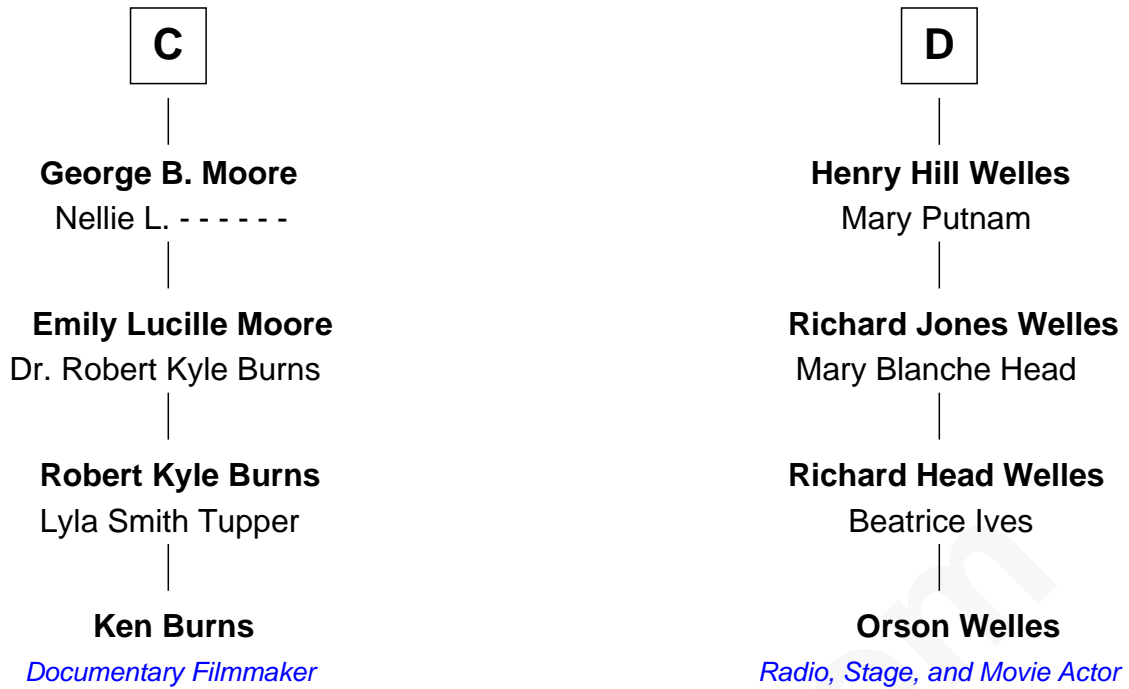 C
George B. Moore
Nellie L. - - - - - -
Emily Lucille Moore
Dr. Robert Kyle Burns
Robert Kyle Burns
Lyla Smith Tupper
Ken Burns
Documentary Filmmaker
D
Henry Hill Welles
Mary Putnam
Richard Jones Welles
Mary Blanche Head
Richard Head Welles
Beatrice Ives
Orson Welles
Radio, Stage, and Movie Actor